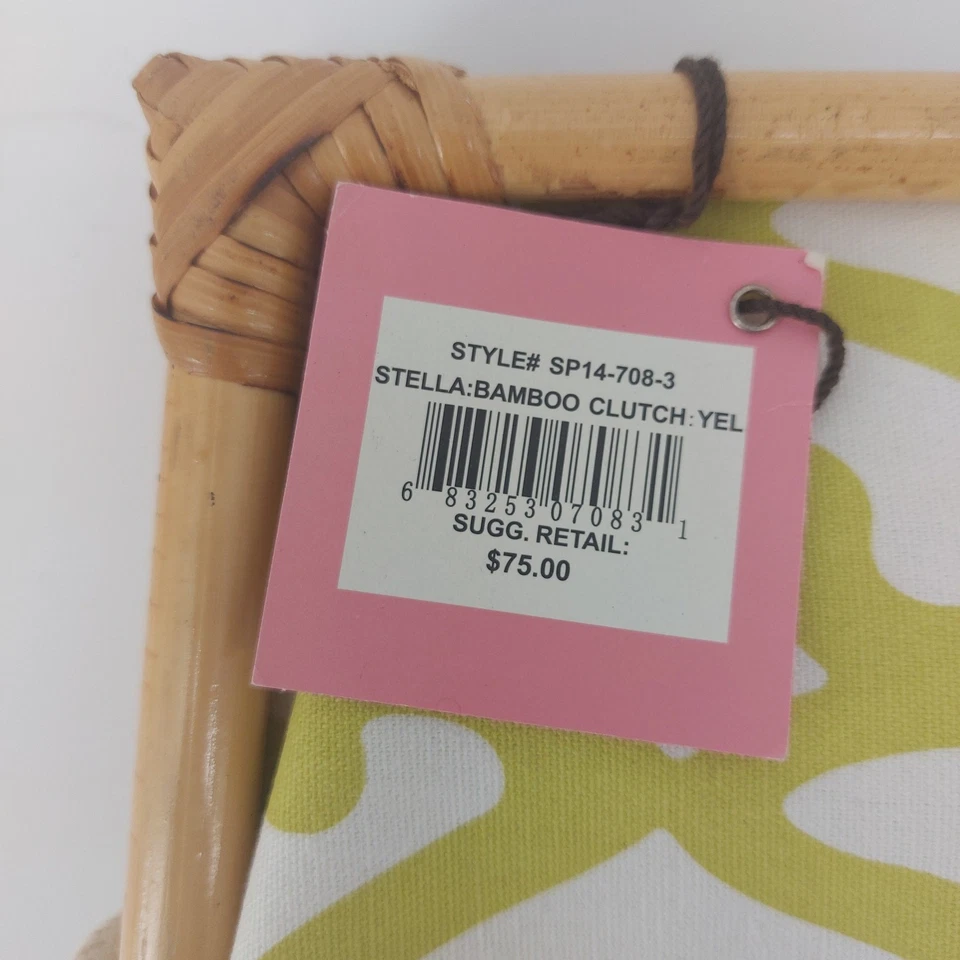 STYLE# SP14-708-3
STELLA:BAMBOO CLUTCH:YEL
6 83253 07083 1
SUGG. RETAIL:
$75.00